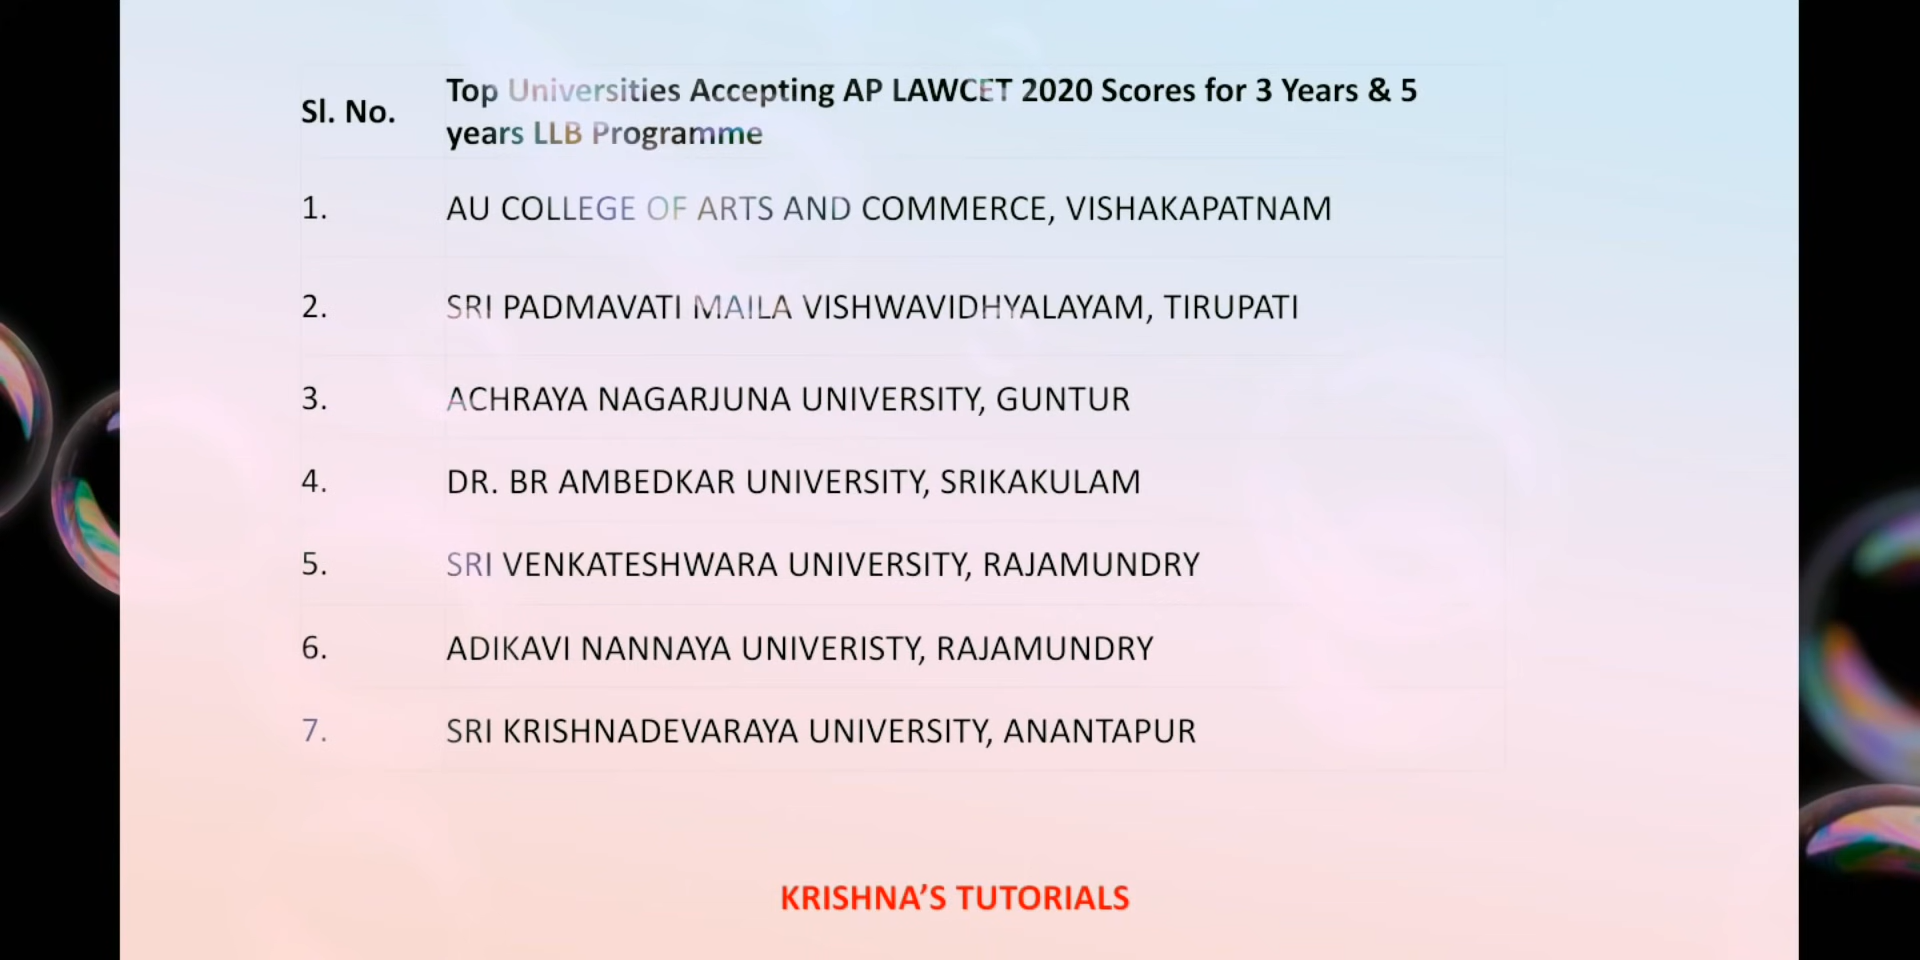 Sl. No.
Top Universities Accepting AP LAWCET 2020 Scores for 3 Years & 5
years LLB Programme
1. AU COLLEGE OF ARTS AND COMMERCE, VISHAKAPATNAM
2. SRI PADMAVATI MAILA VISHWAVIDHYALAYAM, TIRUPATI
3. ACHRAYA NAGARJUNA UNIVERSITY, GUNTUR
4. DR. BR AMBEDKAR UNIVERSITY, SRIKAKULAM
5. SRI VENKATESHWARA UNIVERSITY, RAJAMUNDRY
6. ADIKAVI NANNAYA UNIVERISTY, RAJAMUNDRY
7. SRI KRISHNADEVARAYA UNIVERSITY, ANANTAPUR
KRISHNA’S TUTORIALS